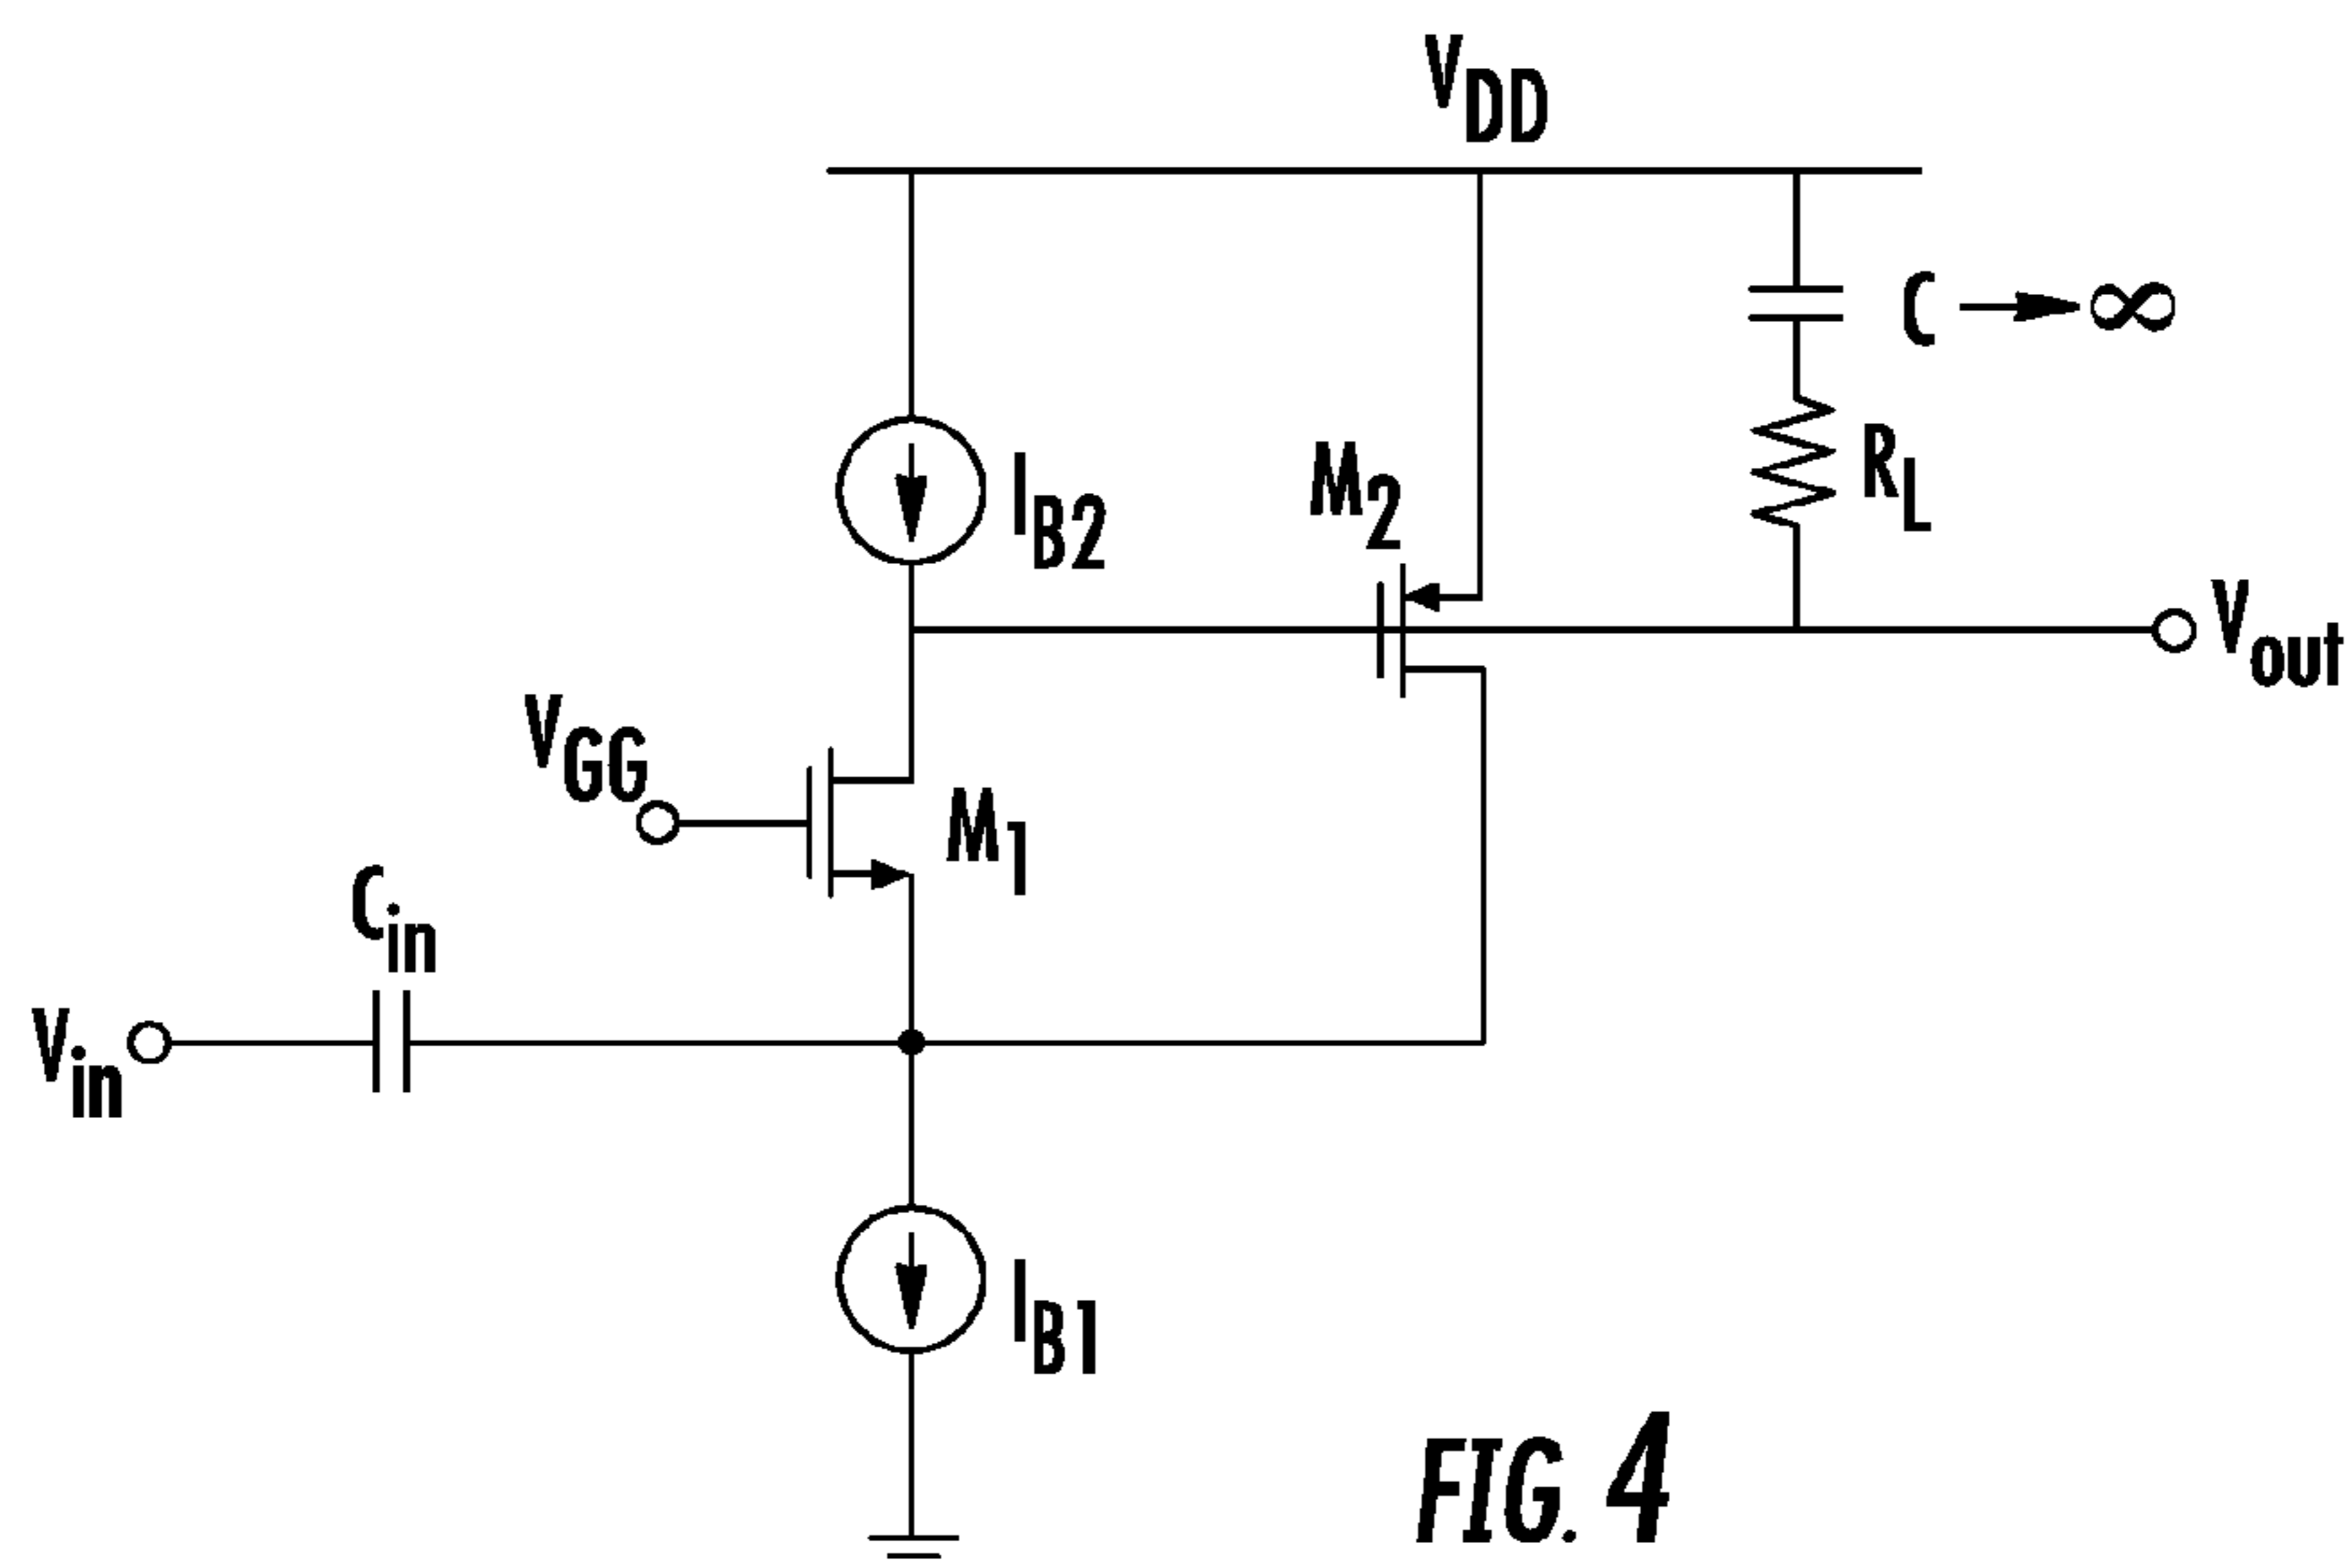 VDD
C → ∞
RL
IB2
M2
Vout
VGG
M1
Cin
Vin
IB1
FIG. 4